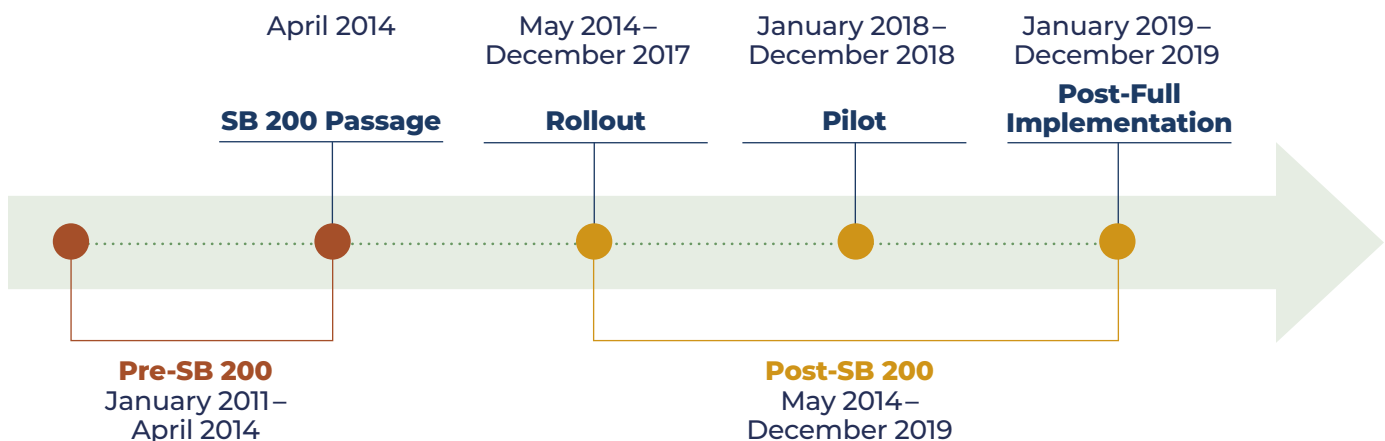 April 2014
May 2014–
December 2017
January 2018–
December 2018
January 2019–
December 2019
SB 200 Passage
Rollout
Pilot
Post-Full
Implementation
Pre-SB 200
January 2011–
April 2014
Post-SB 200
May 2014–
December 2019